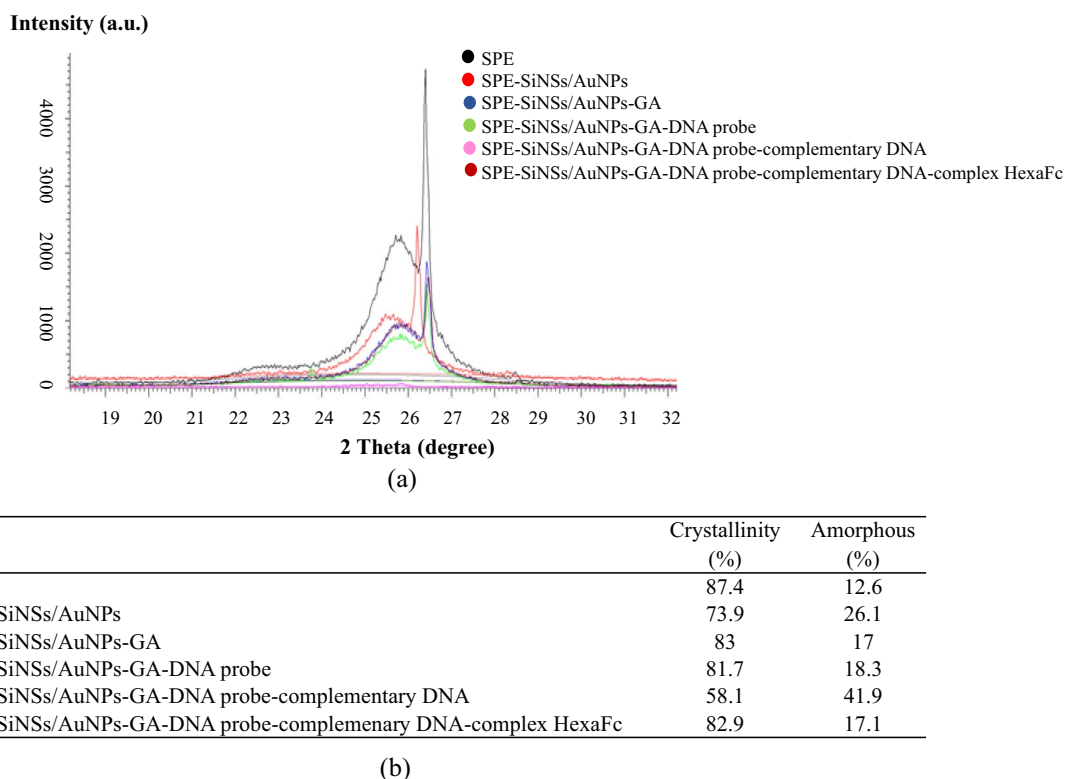 Intensity (a.u.)
SPE
SPE-SiNSs/AuNPs
SPE-SiNSs/AuNPs-GA
SPE-SiNSs/AuNPs-GA-DNA probe
SPE-SiNSs/AuNPs-GA-DNA probe-complementary DNA
SPE-SiNSs/AuNPs-GA-DNA probe-complementary DNA-complex HexaFc
4000
3000
2000
1000
0
19 20 21 22 23 24 25 26 27 28 29 30 31 32
2 Theta (degree)
(a)
Crystallinity Amorphous
(%) (%)
87.4 12.6
SiNSs/AuNPs 73.9 26.1
SiNSs/AuNPs-GA 83 17
SiNSs/AuNPs-GA-DNA probe 81.7 18.3
SiNSs/AuNPs-GA-DNA probe-complementary DNA 58.1 41.9
SiNSs/AuNPs-GA-DNA probe-complemenary DNA-complex HexaFc 82.9 17.1
(b)